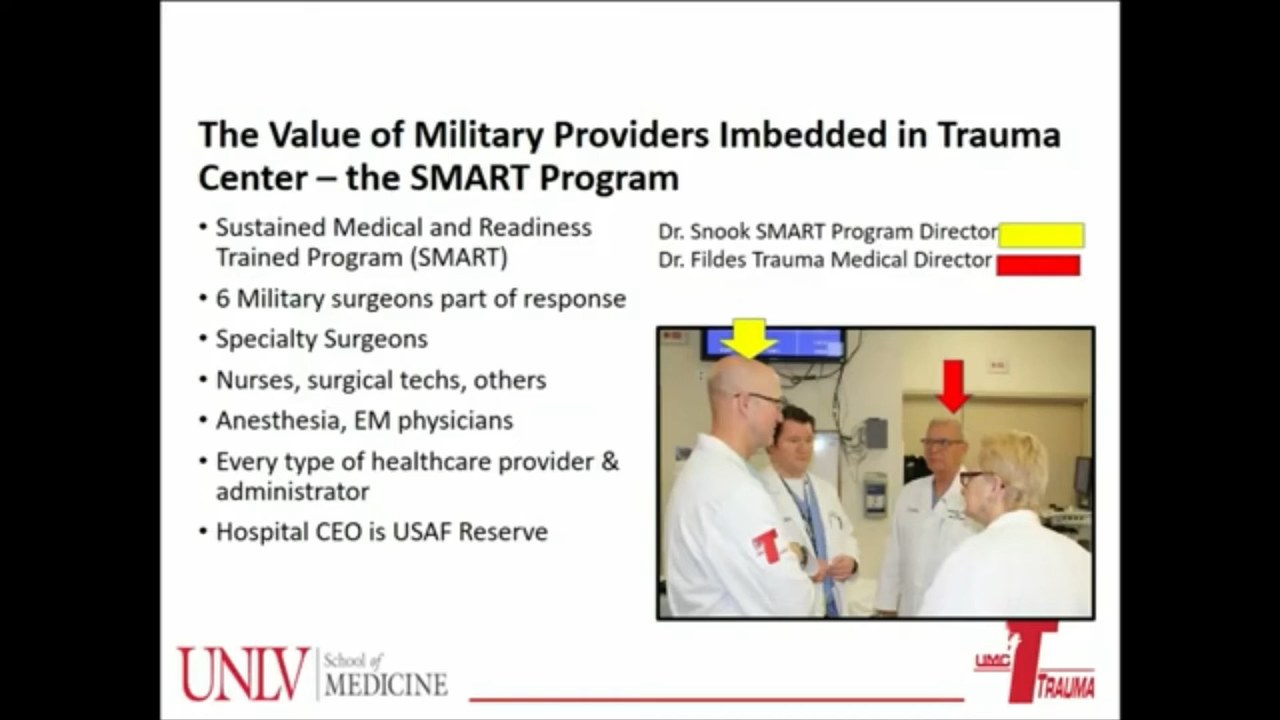 The Value of Military Providers Imbedded in Trauma
Center – the SMART Program
• Sustained Medical and Readiness
Trained Program (SMART)
• 6 Military surgeons part of response
• Specialty Surgeons
• Nurses, surgical techs, others
• Anesthesia, EM physicians
• Every type of healthcare provider &
administrator
• Hospital CEO is USAF Reserve
Dr. Snook SMART Program Director
Dr. Fildes Trauma Medical Director
T
UNLV School of
MEDICINE
UMC
TRAUMA